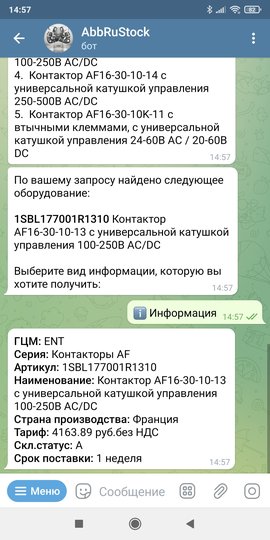 14:57
82
AbbRuStock
бот
100-250В AC/DC
4. Контактор AF16-30-10-14 с
универсальной катушкой управления
250-500В AC/DC
5. Контактор AF16-30-10K-11 с
втычными клеммами, с универсальной
катушкой управления 24-60В AC / 20-60В
DC
14:57
По вашему запросу найдено следующее
оборудование:
1SBL177001R1310 Контактор
AF16-30-10-13 с универсальной катушкой
управления 100-250В AC/DC
Выберите вид информации, которую вы
хотите получить:
14:57
Информация 14:57
ГЦМ: ENT
Серия: Контакторы AF
Артикул: 1SBL177001R1310
Наименование: Контактор AF16-30-10-13
с универсальной катушкой управления
100-250В AC/DC
Страна производства: Франция
Тариф: 4163.89 руб.без НДС
Скл.статус: A
Срок поставки: 1 неделя
14:57
Меню Сообщение